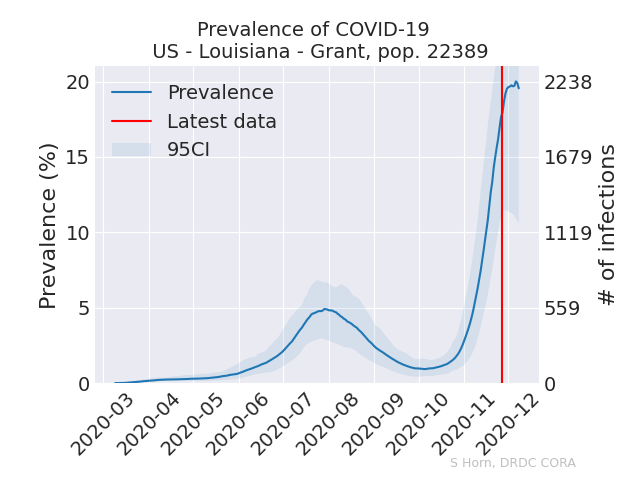 Prevalence of COVID-19
US - Louisiana - Grant, pop. 22389
Prevalence
Latest data
95CI
Prevalence (%)
20
15
10
5
0
2238
1679
1119
559
0
# of infections
2020-03
2020-04
2020-05
2020-06
2020-07
2020-08
2020-09
2020-10
2020-11
2020-12
S Horn, DRDC CORA